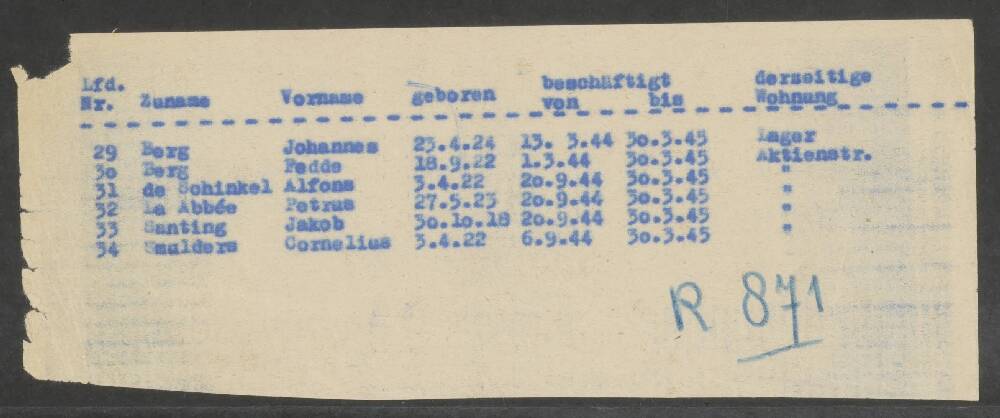 Lfd. beschäftigt derzeitige
Nr. Zuname Vorname geboren von bis Wohnung
29 Berg Johannes 23.4.24 13. 3.44 3o.3.45 Lager
3o Berg Fedde 18.9.22 1.3.44 3o.3.45 Aktienstr.
31 de Schinkel Alfons 3.4.22 2o.9.44 3o.3.45 "
32 La Abbée Petrus 27.5.23 2o.9.44 3o.3.45 "
33 Santing Jakob 3o.1o.18 2o.9.44 3o.3.45 "
34 Smulders Cornelius 3.4.22 6.9.44 3o.3.45 "
R 871